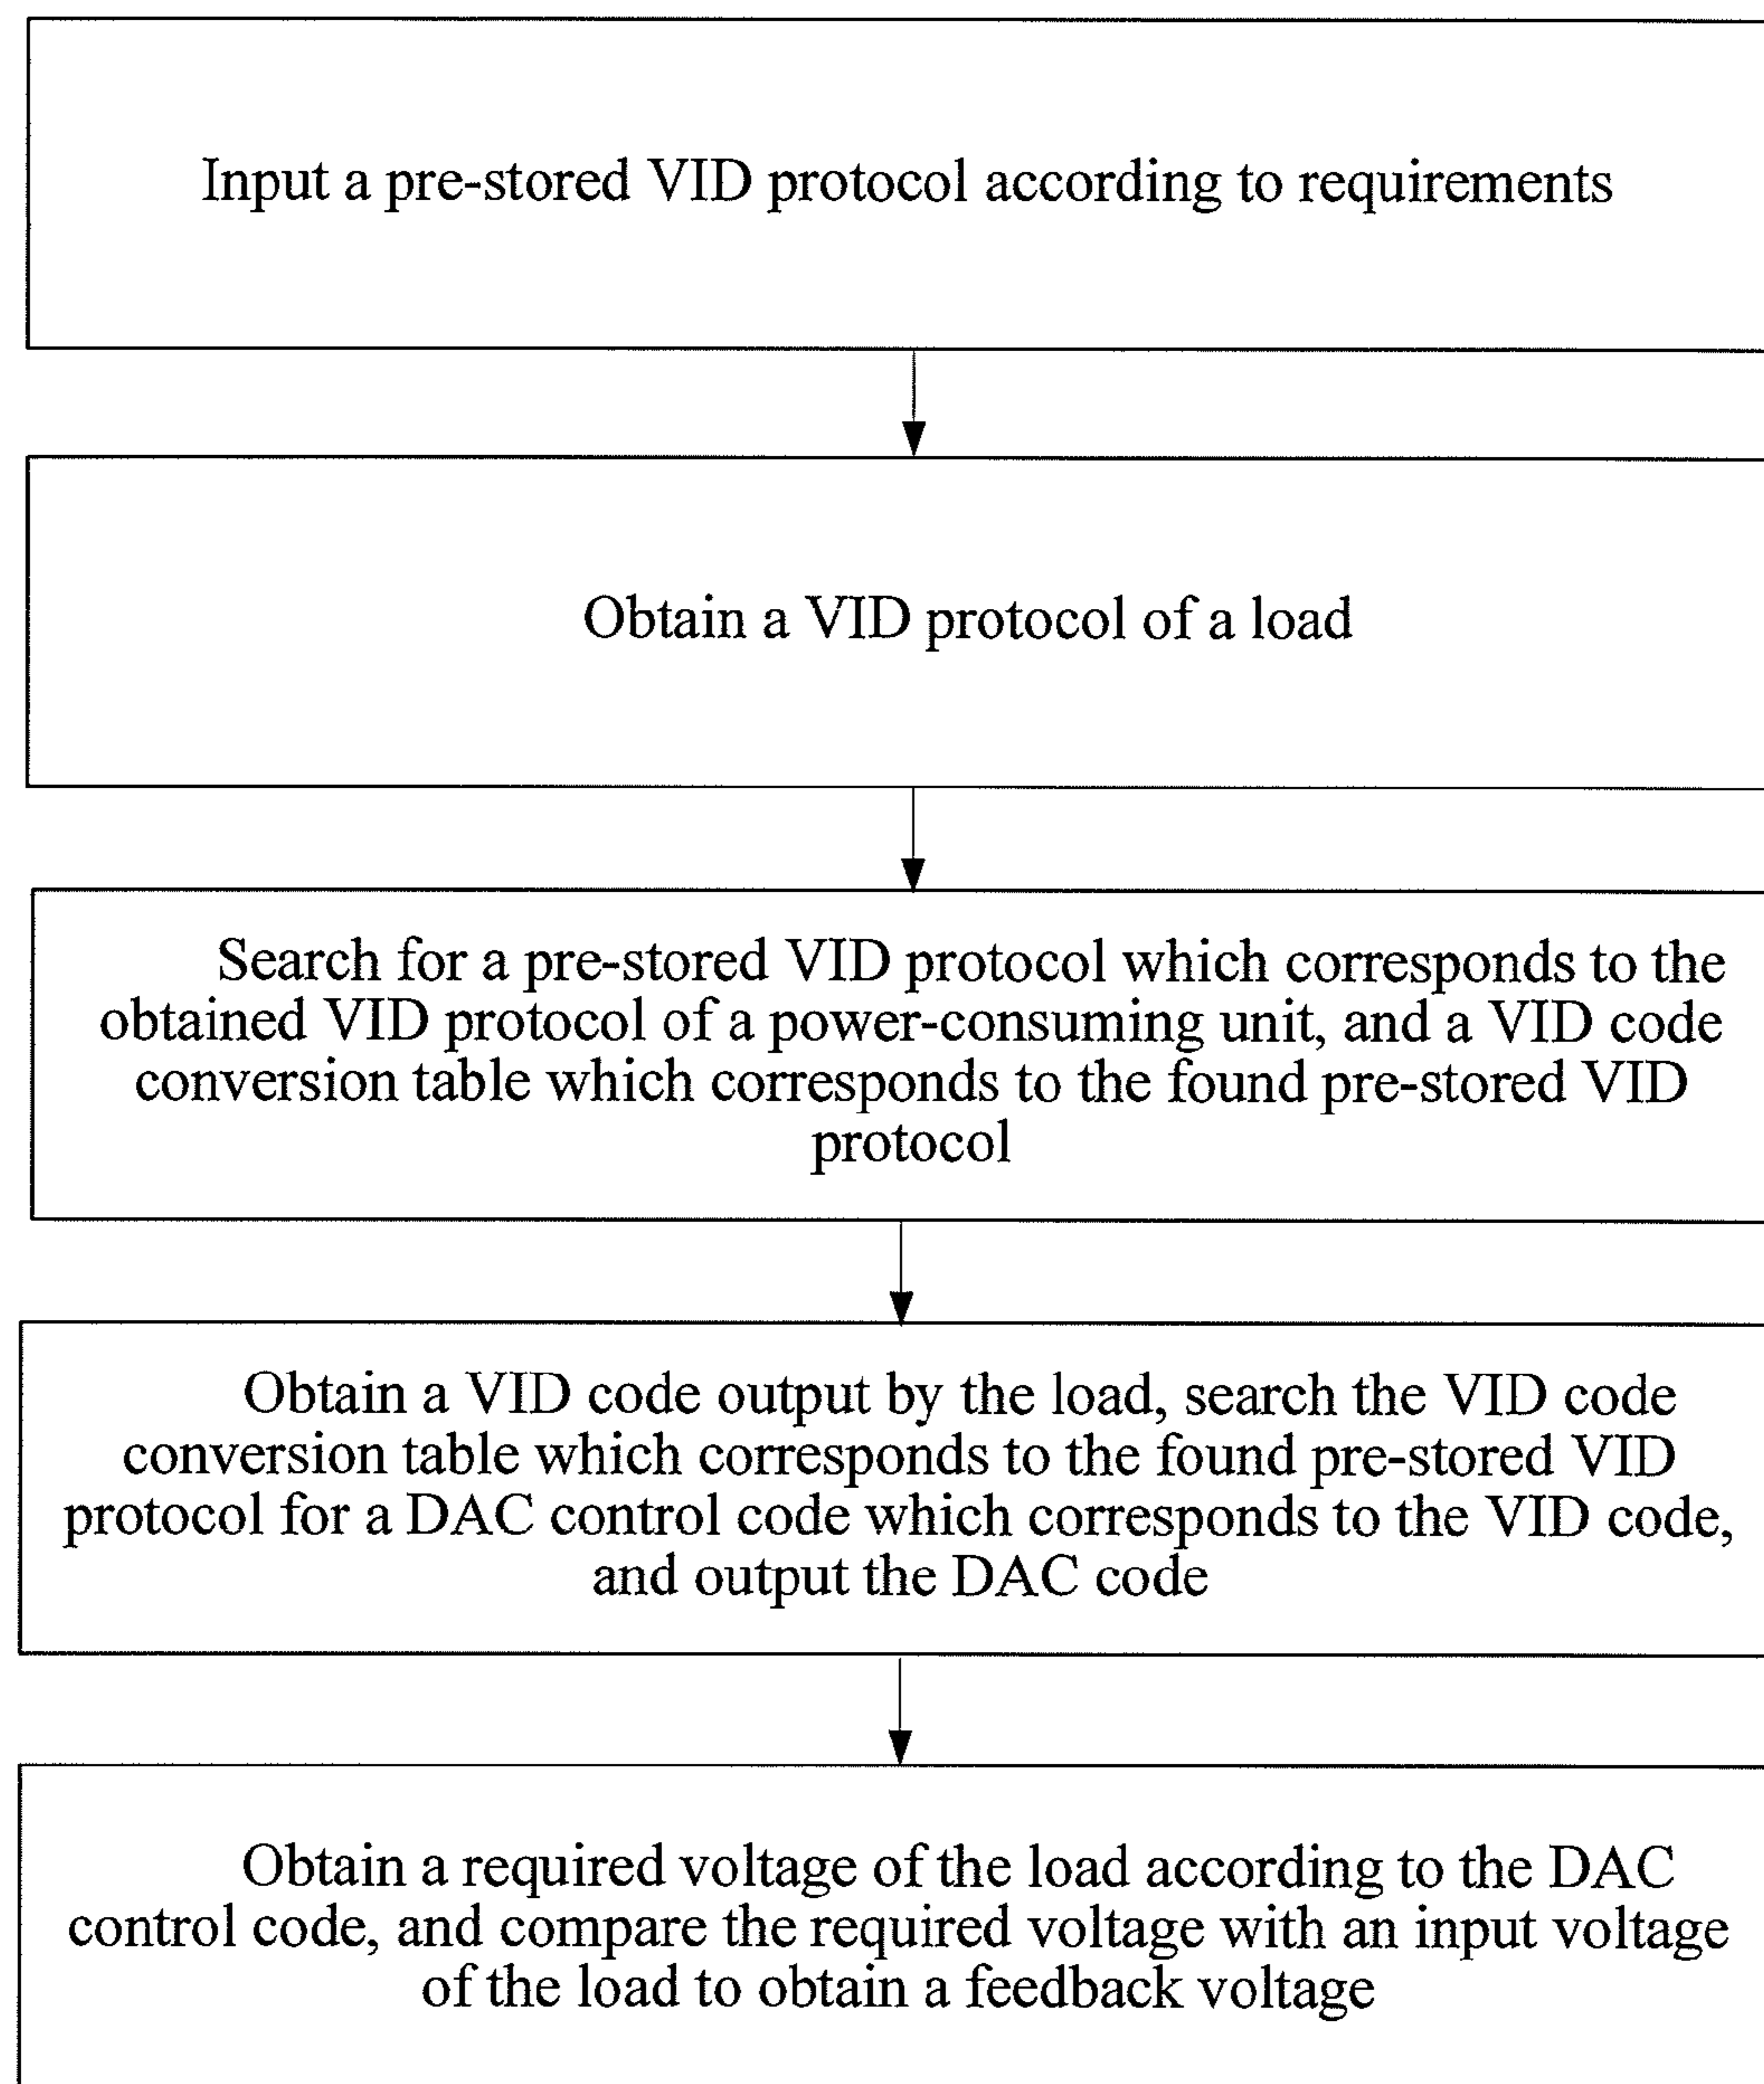 Input a pre-stored VID protocol according to requirements
Obtain a VID protocol of a load
Search for a pre-stored VID protocol which corresponds to the
obtained VID protocol of a power-consuming unit, and a VID code
conversion table which corresponds to the found pre-stored VID
protocol
Obtain a VID code output by the load, search the VID code
conversion table which corresponds to the found pre-stored VID
protocol for a DAC control code which corresponds to the VID code,
and output the DAC code
Obtain a required voltage of the load according to the DAC
control code, and compare the required voltage with an input voltage
of the load to obtain a feedback voltage